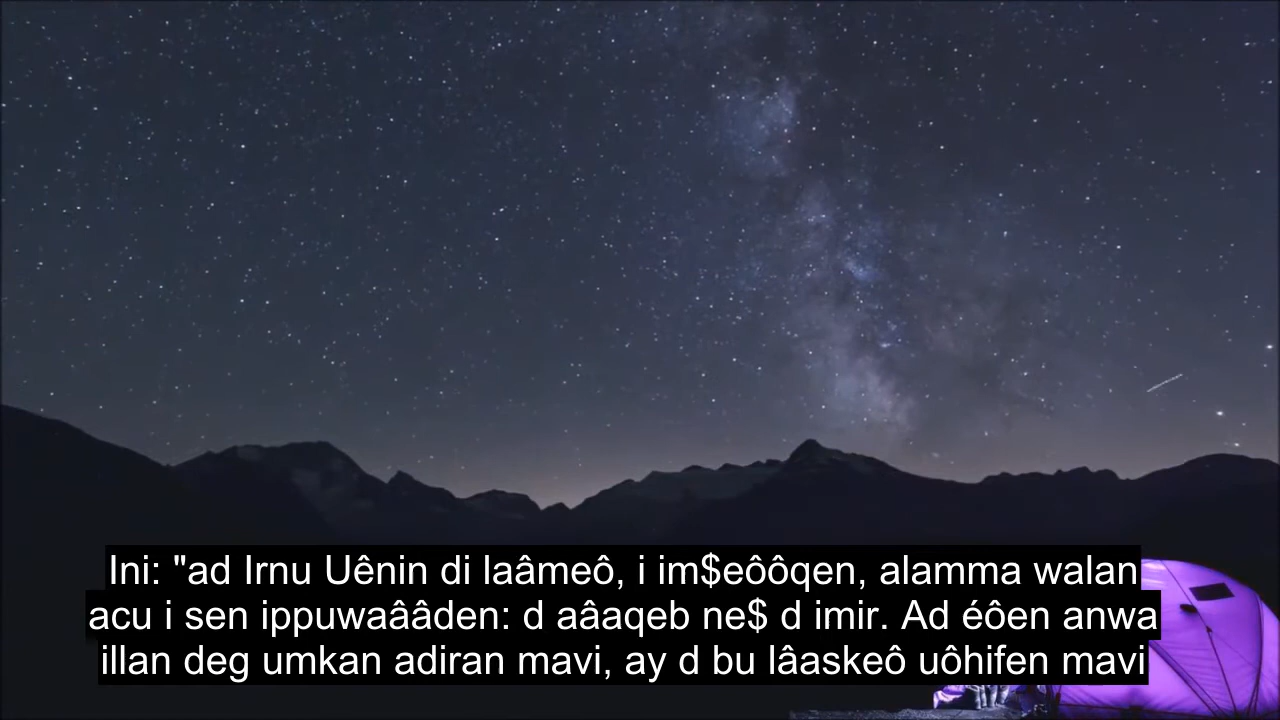 Ini: "ad Irnu Uênin di laâmeô, i im$eôôqen, alamma walan
acu i sen ippuwaââden: d aâaqeb ne$ d imir. Ad éôen anwa
illan deg umkan adiran mavi, ay d bu lâaskeô uôhifen mavi